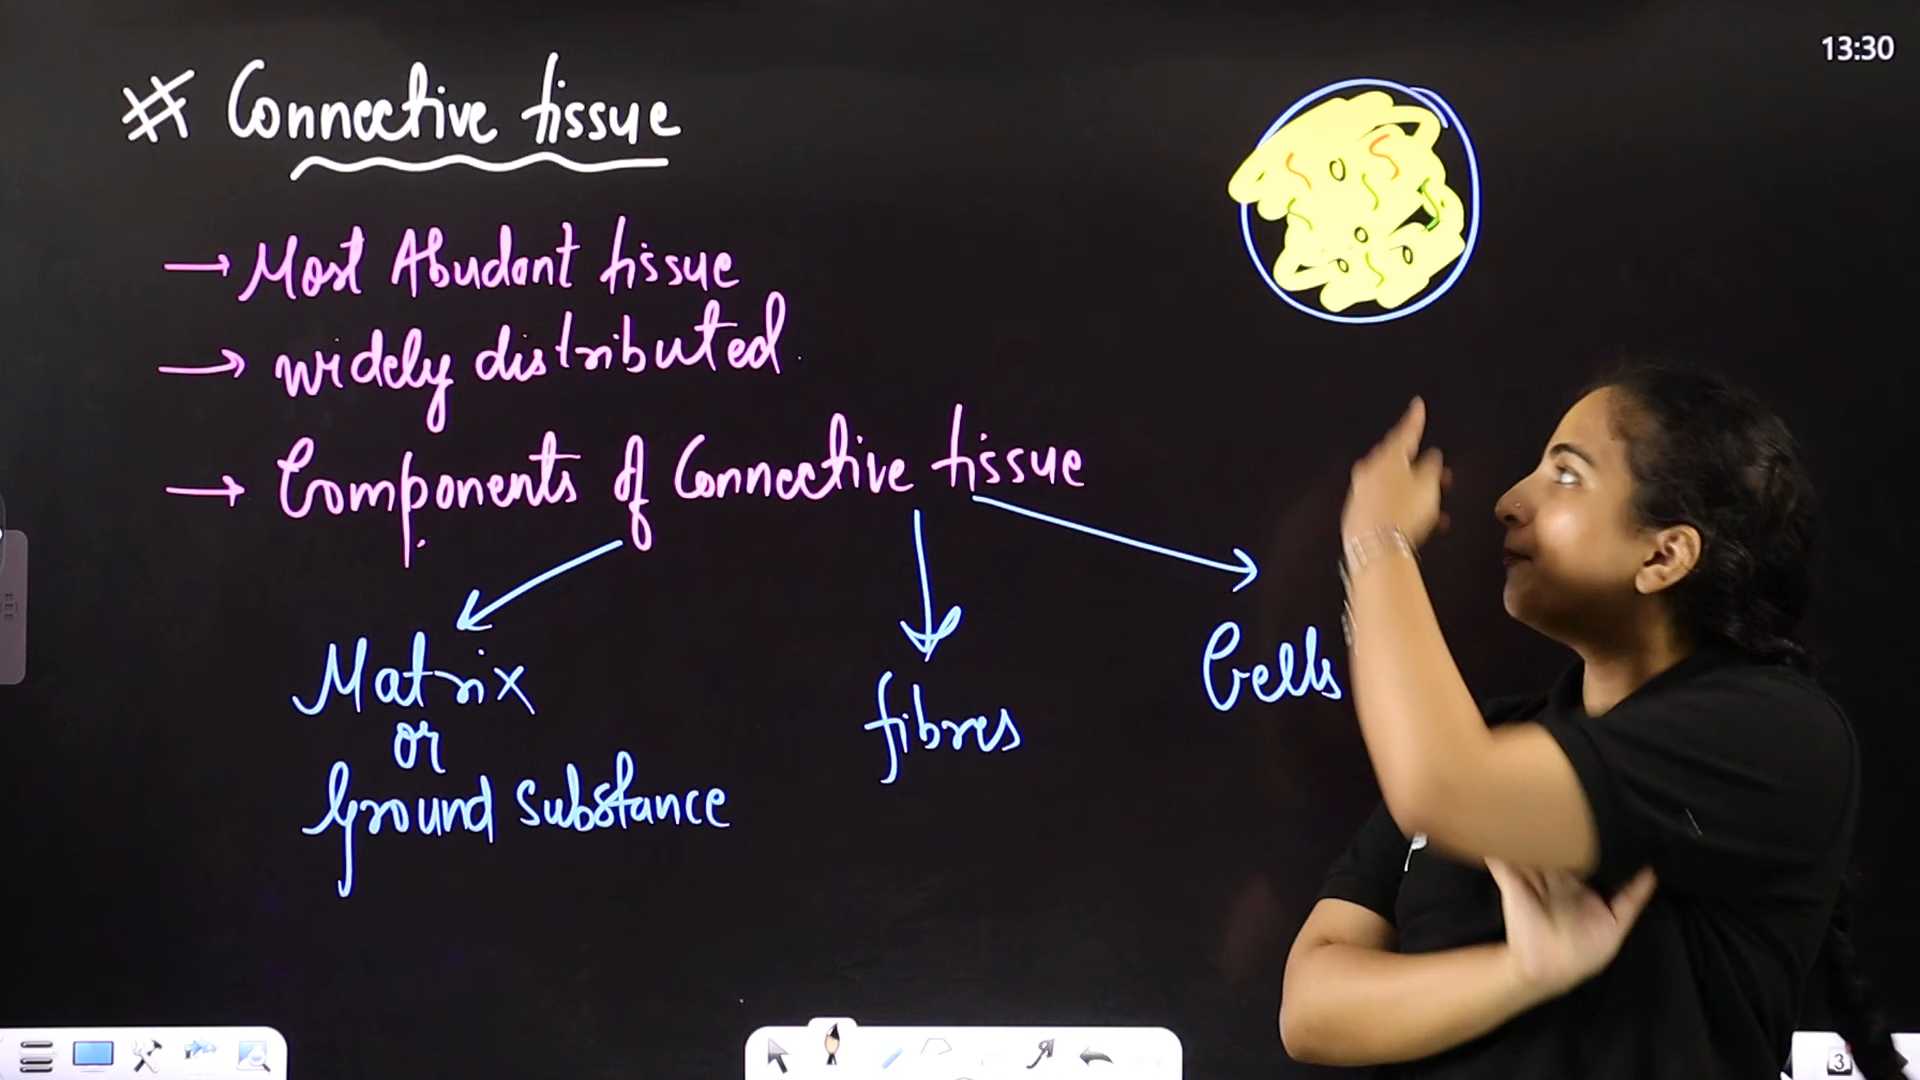 13:30
# Connective tissue
→ Most Abudant tissue
→ widely distributed.
→ Components of Connective tissue
Matrix
or
Ground substance
fibres
Cells
3